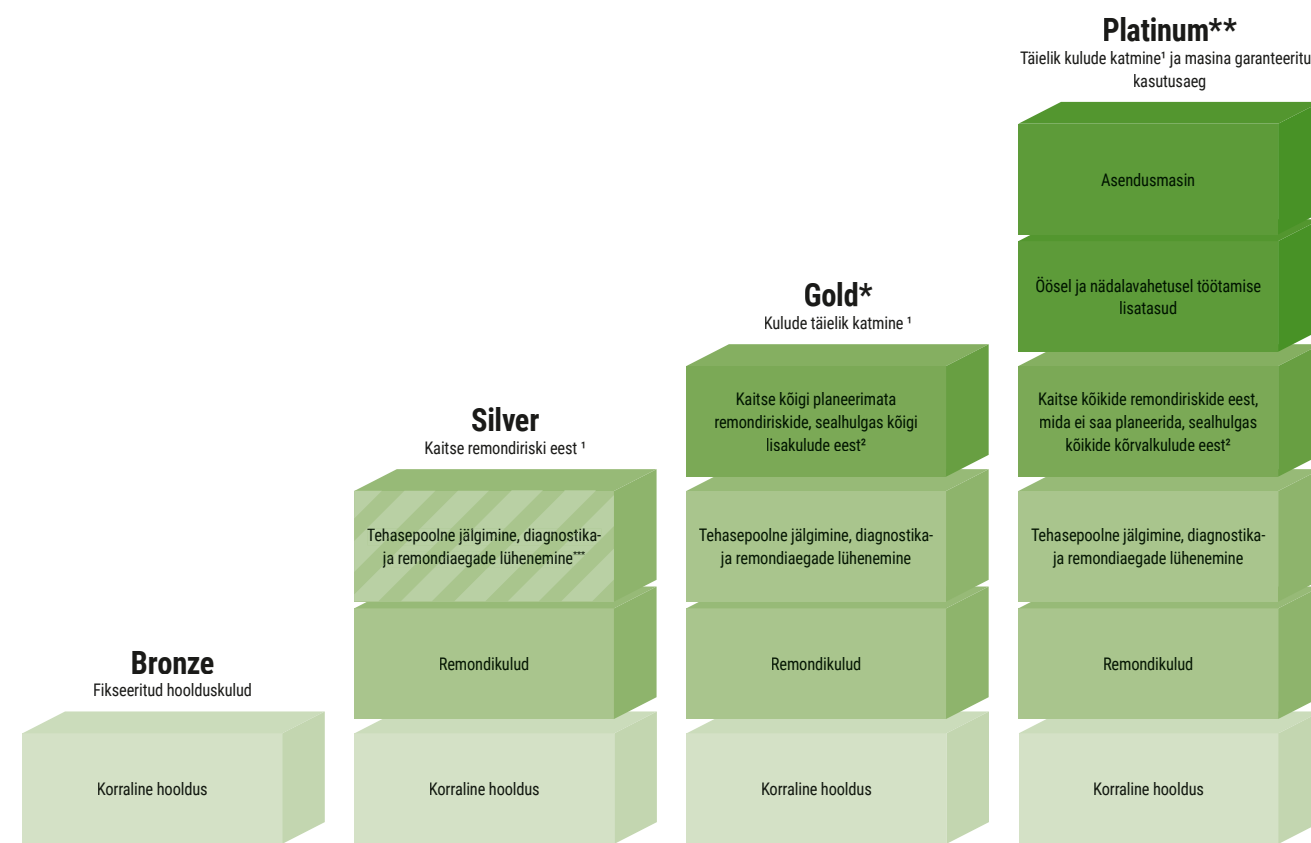 Platinum**
Täielik kulude katmine¹ ja masina garanteeritu
kasutusaeg
Asendusmasin
Öösel ja nädalavahetusel töötamise
lisatasud
Kaitse kõikide remondiriskide eest,
mida ei saa planeerida, sealhulgas
kõikide kõrvalkulude eest²
Tehasepoolne jälgimine, diagnostika-
ja remondiaegade lühenemine
Remondikulud
Korraline hooldus
Gold*
Kulude täielik katmine ¹
Kaitse kõigi planeerimata
remondiriskide, sealhulgas kõigi
lisakulude eest²
Tehasepoolne jälgimine, diagnostika-
ja remondiaegade lühenemine
Remondikulud
Korraline hooldus
Silver
Kaitse remondiriski eest ¹
Tehasepoolne jälgimine, diagnostika-
ja remondiaegade lühenemine***
Remondikulud
Korraline hooldus
Bronze
Fikseeritud hoolduskulud
Korraline hooldus